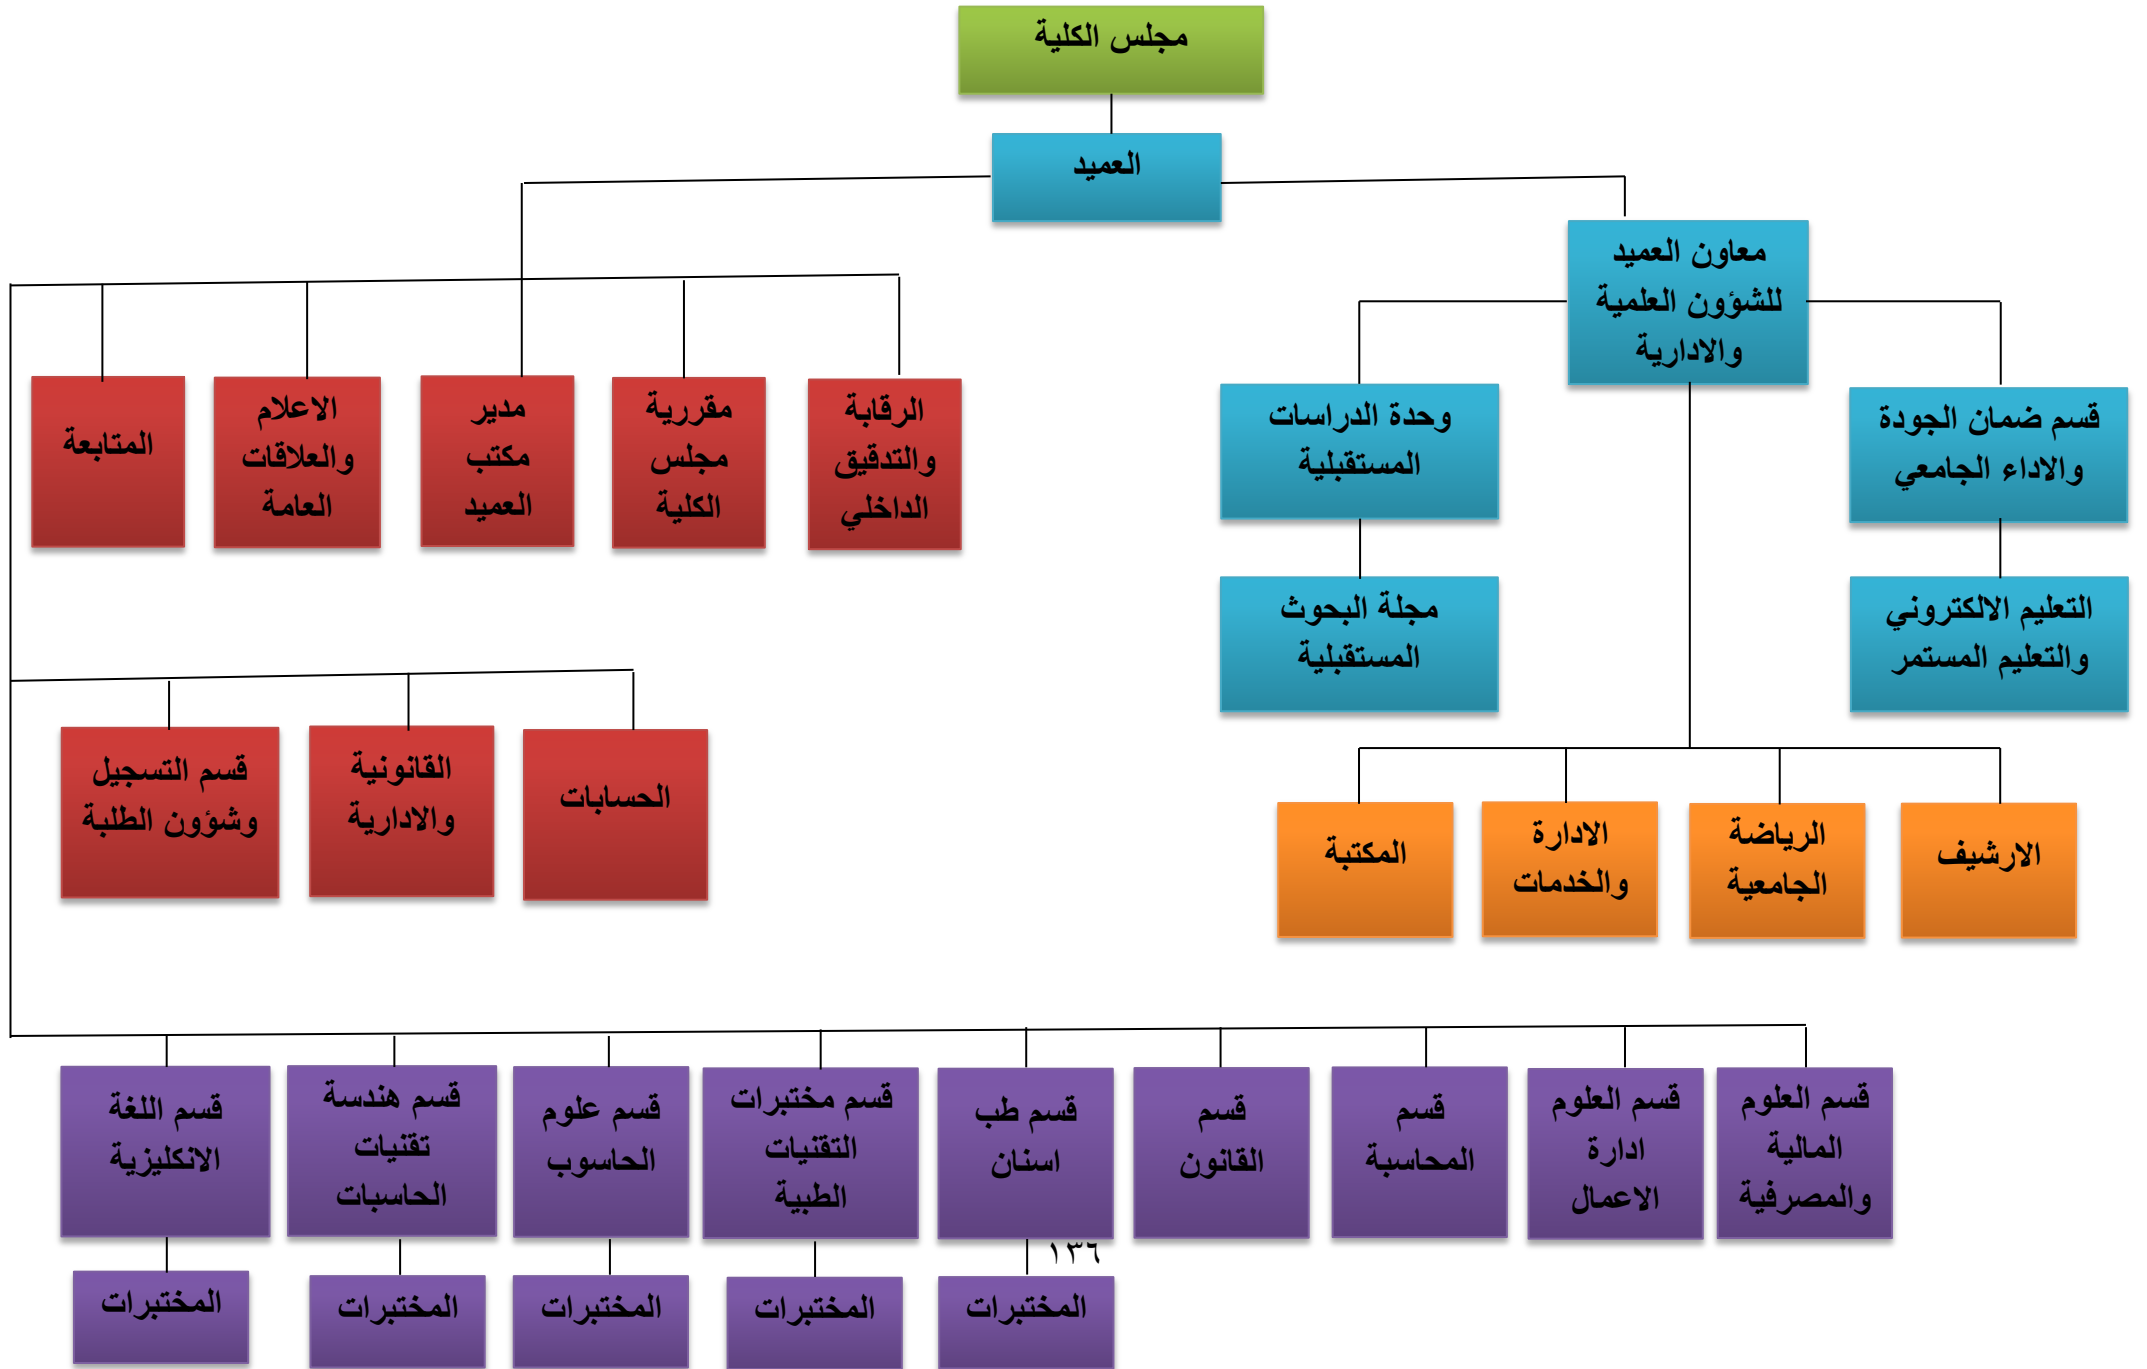 مجلس الكلية
العميد
معاون العميد
للشؤون العلمية
والادارية
قسم ضمان الجودة
والاداء الجامعي
وحدة الدراسات
المستقبلية
التعليم الالكتروني
والتعليم المستمر
مجلة البحوث
المستقبلية
الرقابة
والتدقيق
الداخلي
مقررية
مجلس
الكلية
مدير
مكتب
العميد
الاعلام
والعلاقات
العامة
المتابعة
الارشيف
الرياضة
الجامعية
الادارة
والخدمات
المكتبة
الحسابات
القانونية
والادارية
قسم التسجيل
وشؤون الطلبة
قسم العلوم
المالية
والمصرفية
قسم العلوم
ادارة
الاعمال
قسم
المحاسبة
قسم
القانون
قسم طب
اسنان
قسم مختبرات
التقنيات
الطبية
قسم علوم
الحاسوب
قسم هندسة
تقنيات
الحاسبات
قسم اللغة
الانكليزية
١٣٦
المختبرات
المختبرات
المختبرات
المختبرات
المختبرات